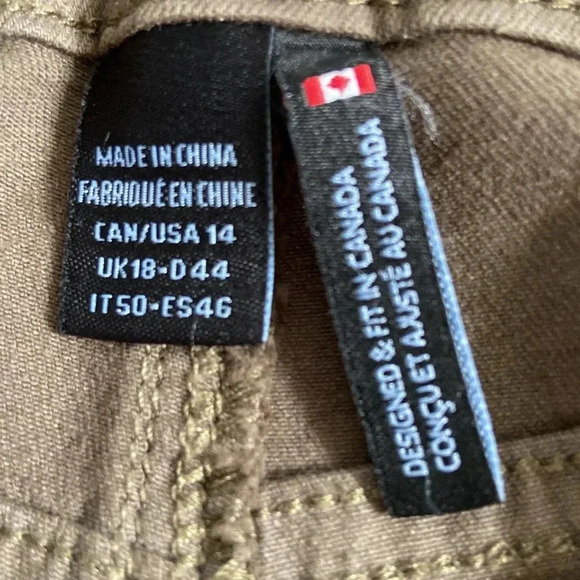 MADE IN CHINA
FABRIQUÉ EN CHINE
CAN/USA 14
UK18-D44
IT50-ES46
DESIGNED & FIT IN CANADA
CONÇU ET AJUSTÉ AU CANADA